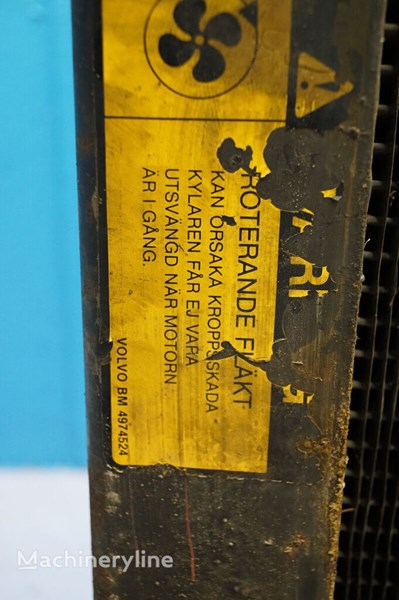 ROTERANDE FLÄKT
KAN ORSAKA KROPPSSKADA
KYLAREN FÅR EJ VARA
UTSVÄNGD NÄR MOTORN
ÄR I GÅNG.
VOLVO BM 4974524
Machineryline